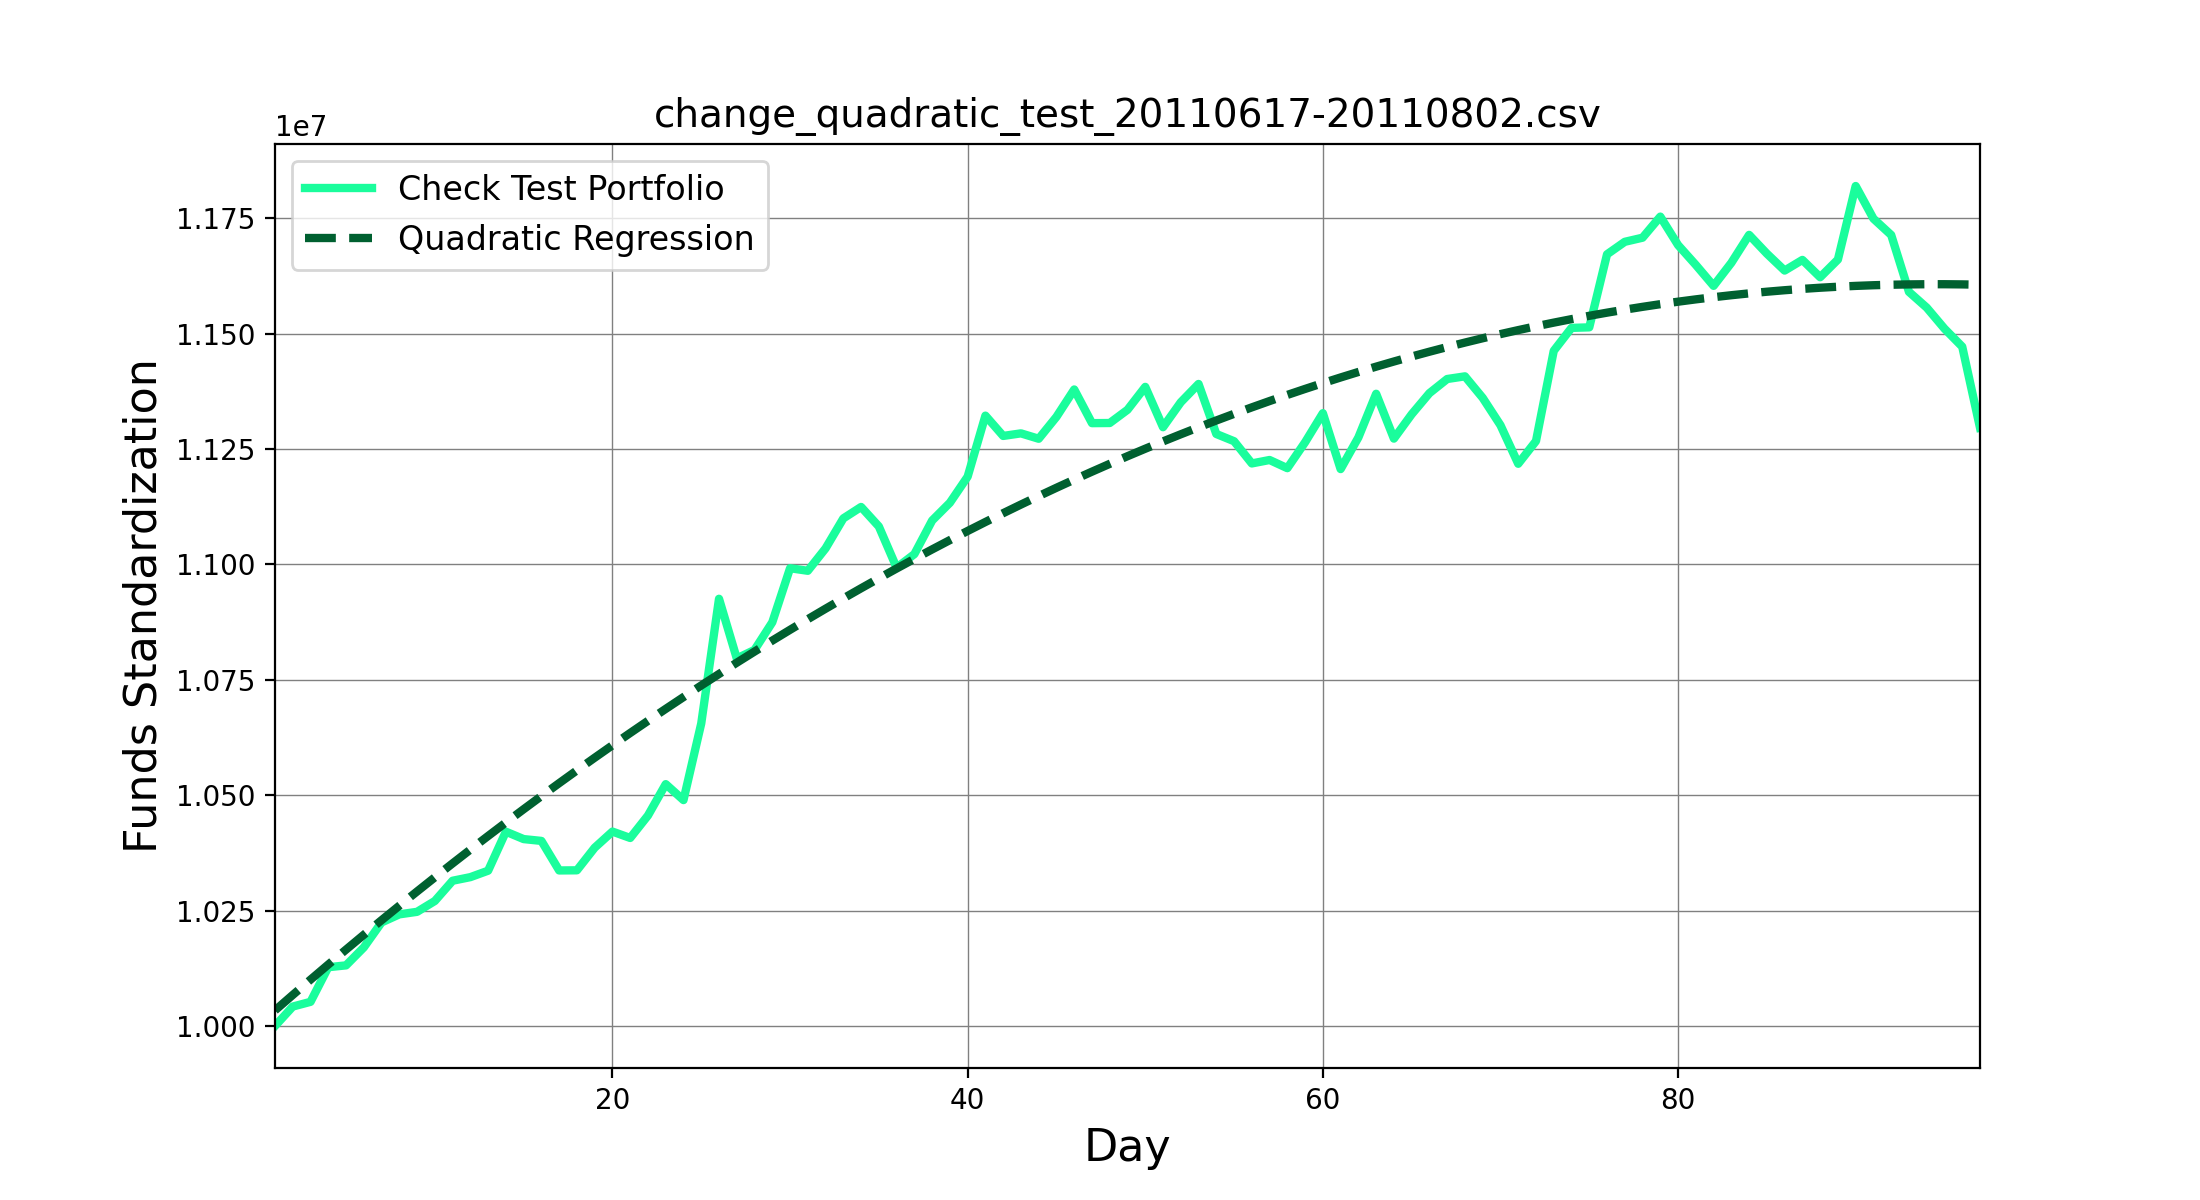 change_quadratic_test_20110617-20110802.csv
1e7
Check Test Portfolio
Quadratic Regression
1.175
1.150
1.125
1.100
1.075
1.050
1.025
1.000
Funds Standardization
20 40 60 80
Day